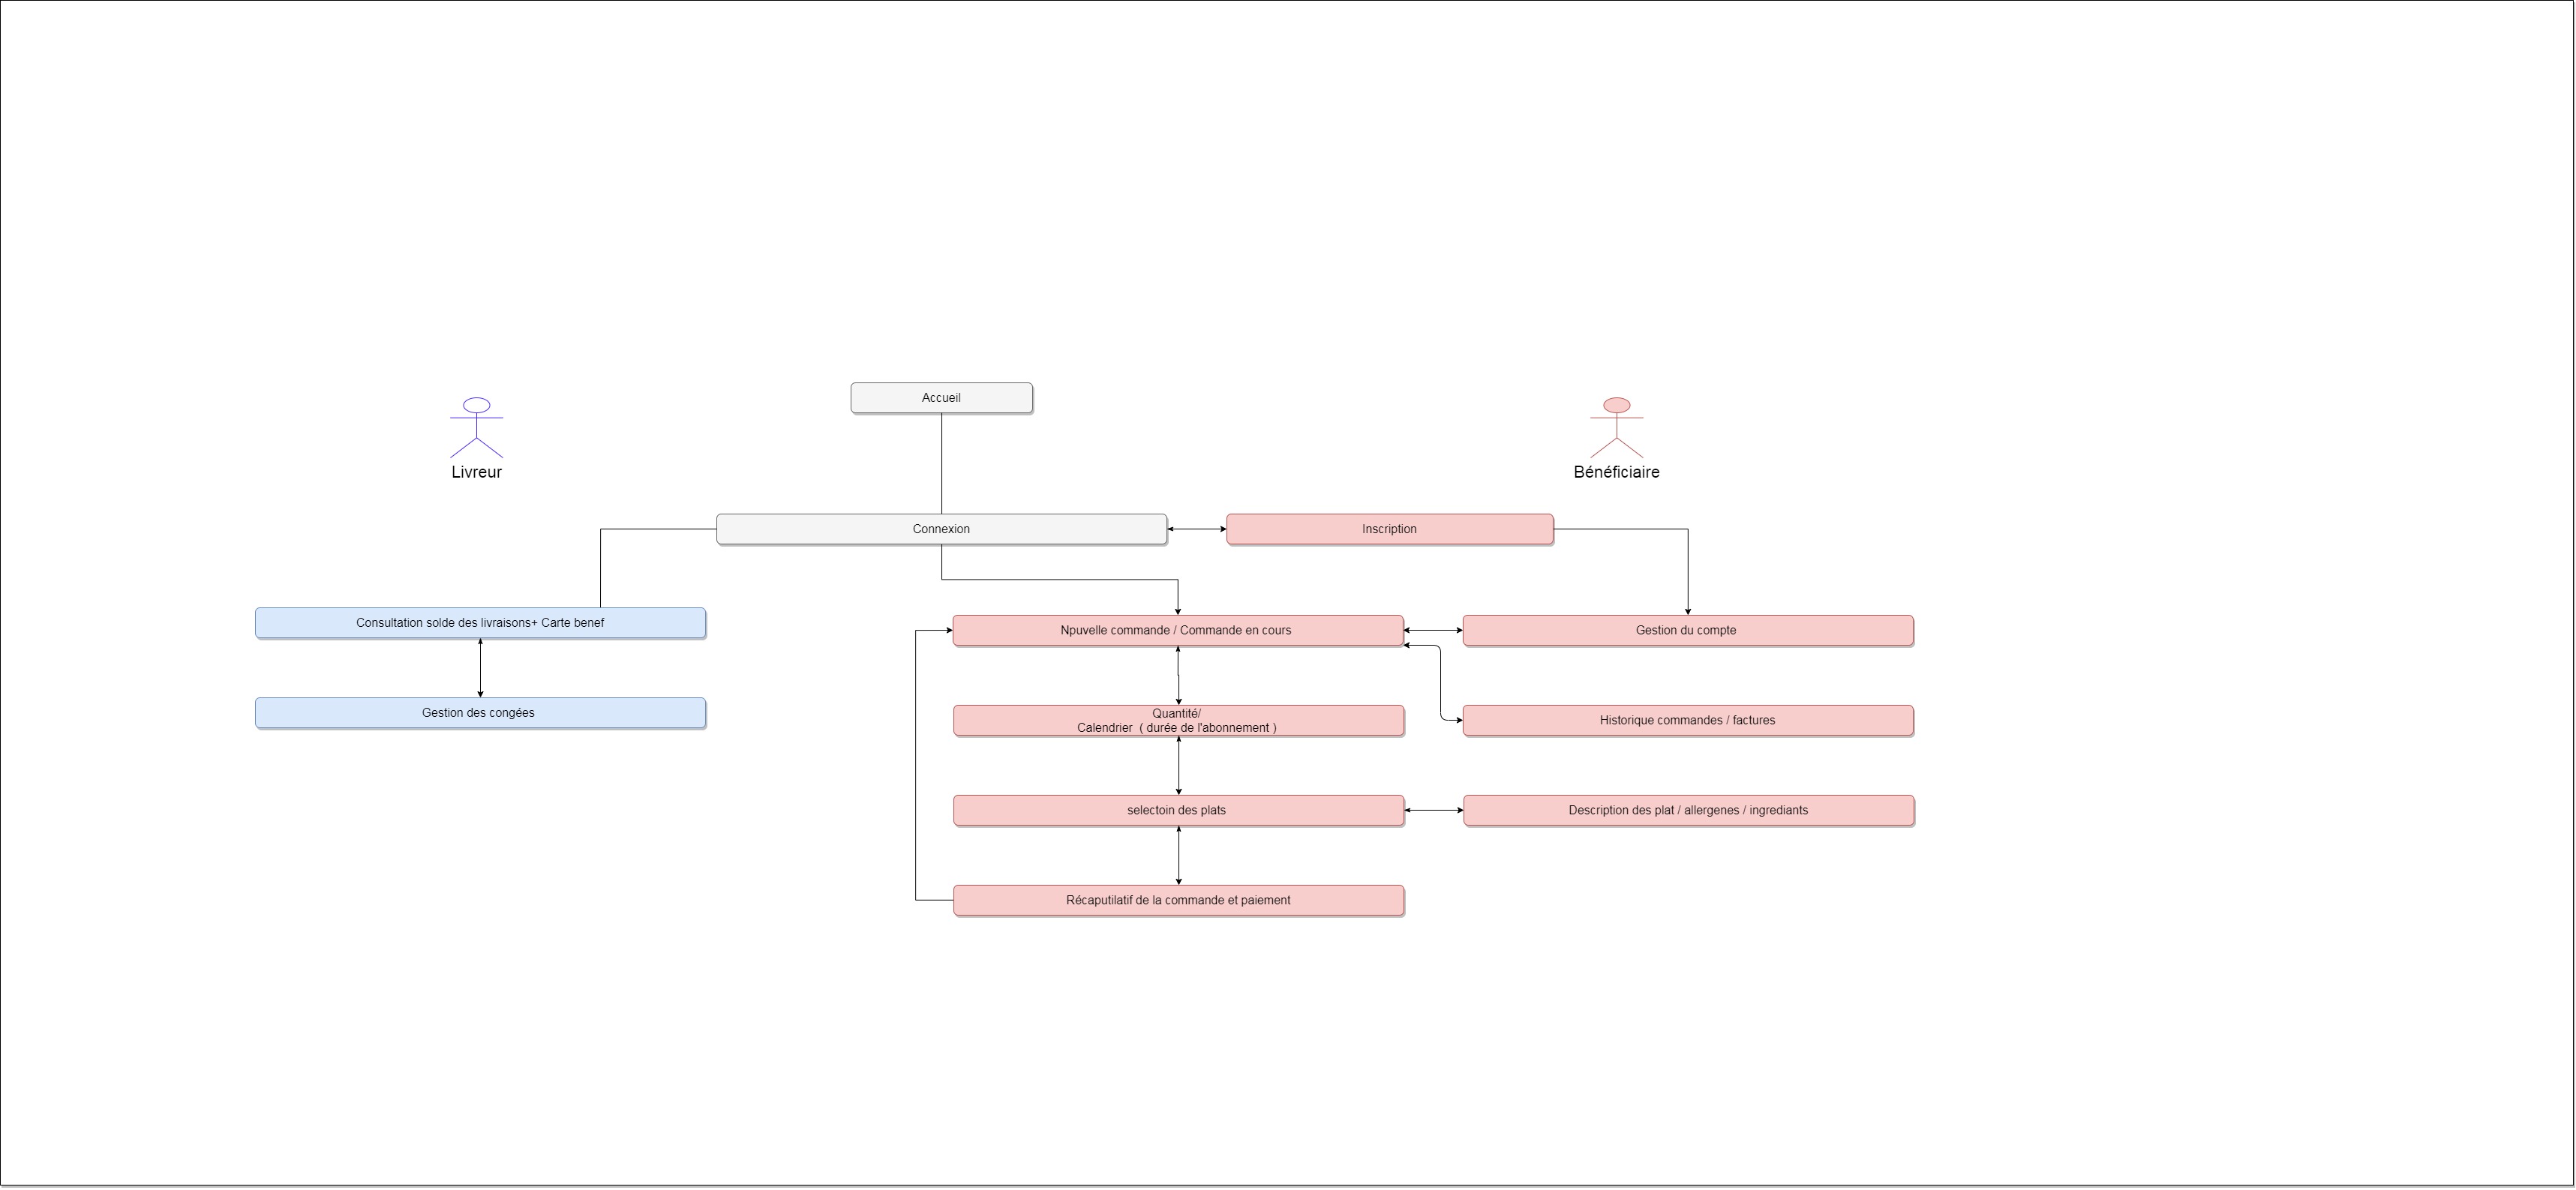 Accueil
Livreur
Bénéficiaire
Connexion
Inscription
Consultation solde des livraisons+ Carte benef
Npuvelle commande / Commande en cours
Gestion du compte
Gestion des congées
Quantité/
Calendrier  ( durée de l'abonnement )
Historique commandes / factures
selectoin des plats
Description des plat / allergenes / ingrediants
Récaputilatif de la commande et paiement